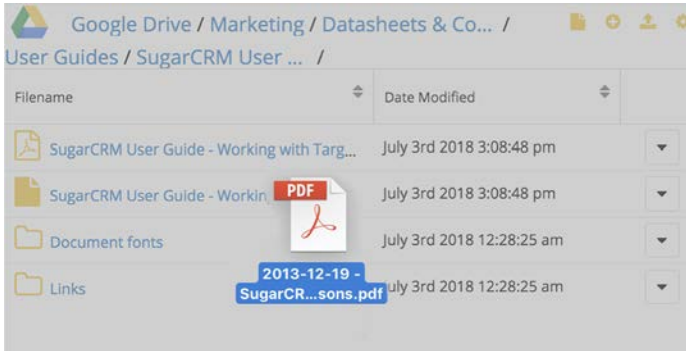 Google Drive / Marketing / Datasheets & Co... /
User Guides / SugarCRM User ... /
Filename Date Modified
SugarCRM User Guide - Working with Targ... July 3rd 2018 3:08:48 pm
SugarCRM User Guide - Workin July 3rd 2018 3:08:48 pm
PDF
Document fonts July 3rd 2018 12:28:25 am
2013-12-19 -
SugarCR...sons.pdf
Links uly 3rd 2018 12:28:25 am